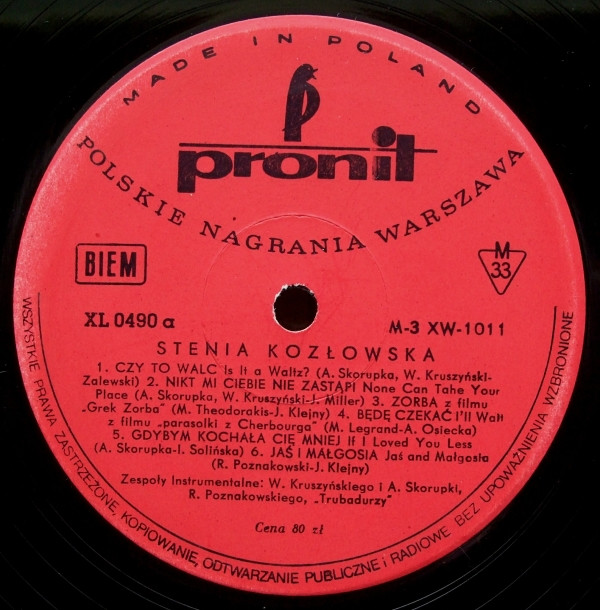 MADE IN POLAND
pronit
POLSKIE NAGRANIA WARSZAWA
BIEM
M
33
XL 0490 a
M-3 XW-1011
STENIA KOZŁOWSKA
1. CZY TO WALC Is It a Waltz? (A. Skorupka, W. Kruszyński-
Zalewski) 2. NIKT MI CIEBIE NIE ZASTĄPI None Can Take Your
Place (A. Skorupka, W. Kruszyński-J. Miller) 3. ZORBA z filmu
„Grek Zorba" (M. Theodorakis-J. Klejny) 4. BĘDĘ CZEKAĆ I'll Wait
z filmu „parasolki z Cherbourga" (M. Legrand-A. Osiecka)
5. GDYBYM KOCHAŁA CIĘ MNIEJ If I Loved You Less
(A. Skorupka-I. Solińska) 6. JAŚ I MAŁGOSIA Jaś and Małgosia
(R. Poznakowski-J. Klejny)
Zespoły Instrumentalne: W. Kruszyńskiego i A. Skorupki,
R. Poznakowskiego, „Trubadurzy"
Cena 80 zł
WSZYSTKIE PRAWA ZASTRZEŻONE, KOPIOWANIE, ODTWARZANIE PUBLICZNE i RADIOWE BEZ UPOWAŻNIENIA WZBRONIONE